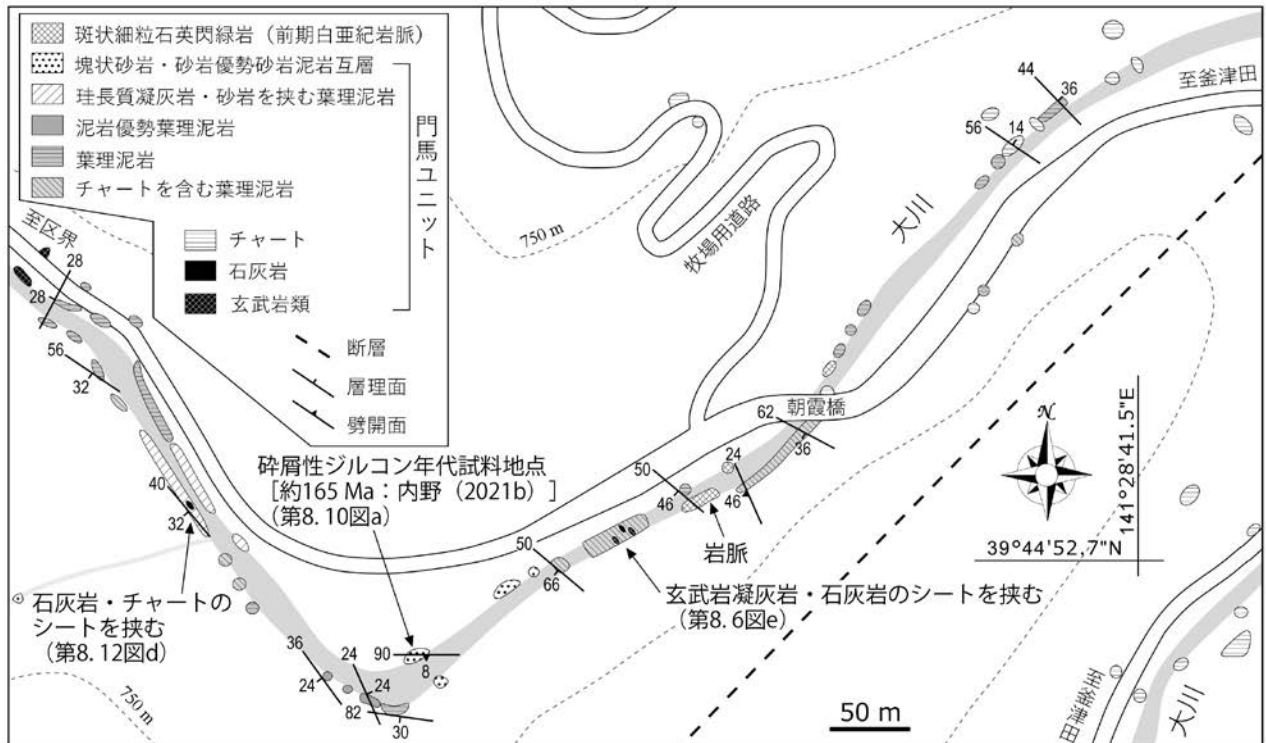 斑状細粒石英閃緑岩（前期白亜紀岩脈）
塊状砂岩・砂岩優勢砂岩泥岩互層
珪長質凝灰岩・砂岩を挟む葉理泥岩
泥岩優勢葉理泥岩
葉理泥岩
チャートを含む葉理泥岩
門馬ユニット
チャート
石灰岩
玄武岩類
断層
層理面
劈開面
至区界
28
28
56
32
40
32
750 m
牧場用道路
大川
44
36
至釜津田
56
14
朝霞橋
62
36
24
46
50
46
岩脈
50
66
砕屑性ジルコン年代試料地点
［約165 Ma：内野（2021b）］
（第8. 10図a）
石灰岩・チャートの
シートを挟む
（第8. 12図d）
玄武岩凝灰岩・石灰岩のシートを挟む
（第8. 6図e）
90
8
36
24
24
24
82
30
750 m
N
141°28'41.5"E
39°44'52,7"N
50 m
至釜津田
大川